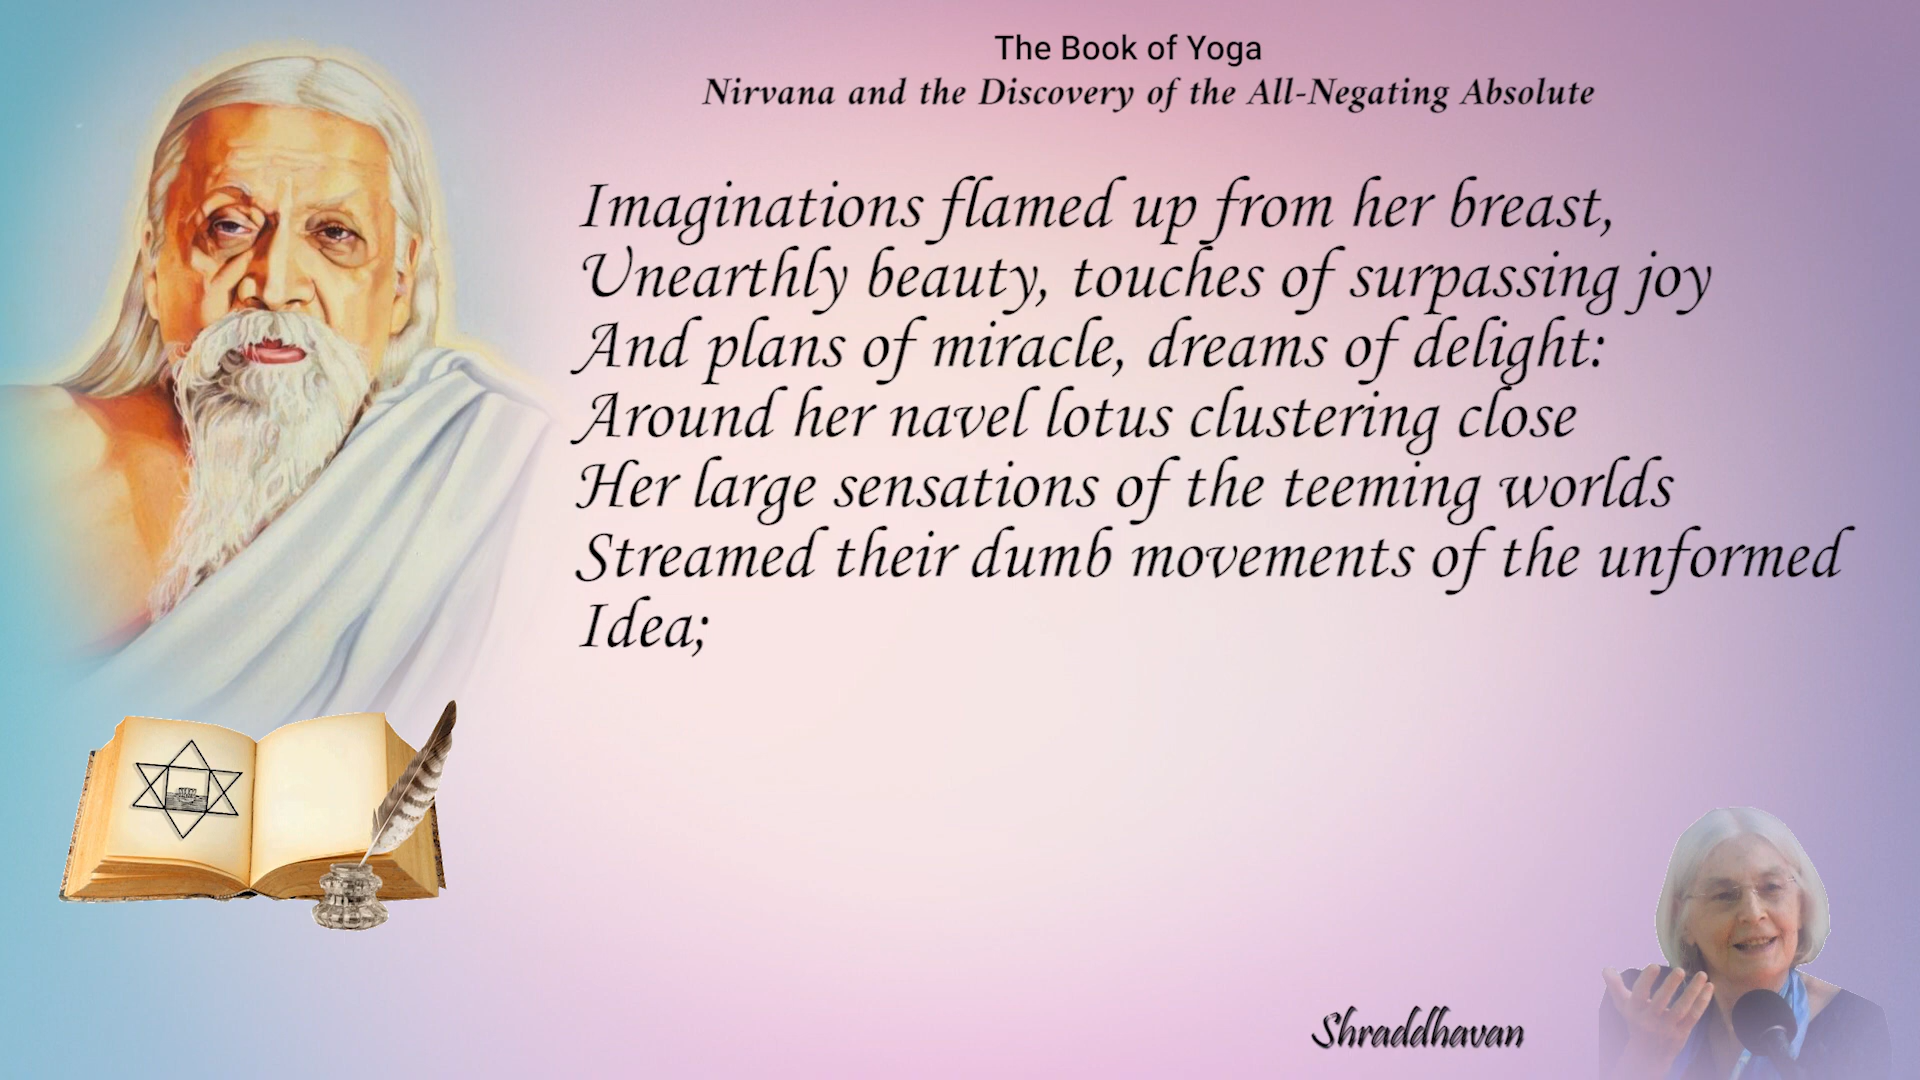 The Book of Yoga
Nirvana and the Discovery of the All-Negating Absolute
Imaginations flamed up from her breast,
Unearthly beauty, touches of surpassing joy
And plans of miracle, dreams of delight:
Around her navel lotus clustering close
Her large sensations of the teeming worlds
Streamed their dumb movements of the unformed
Idea;
Shraddhavan